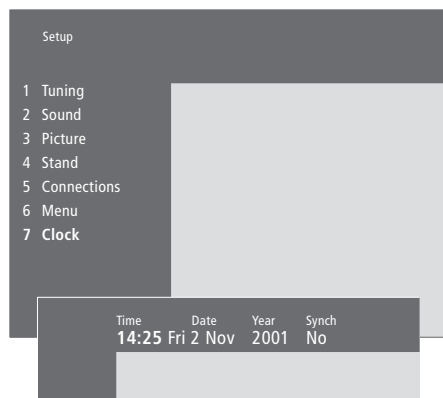 Setup
1 Tuning
2 Sound
3 Picture
4 Stand
5 Connections
6 Menu
7 Clock
Time Date Year Synch
14:25 Fri 2 Nov 2001 No